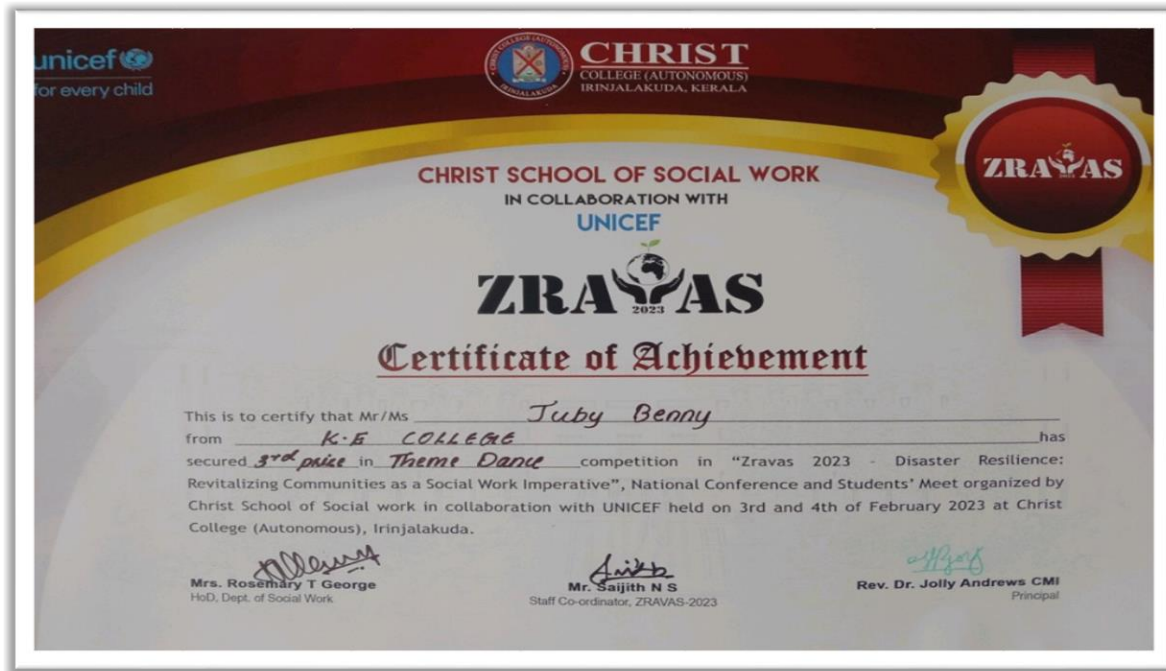 unicef
for every child
CHRIST COLLEGE (AUTONOMOUS)
IRINJALAKUDA
CHRIST
COLLEGE (AUTONOMOUS)
IRINJALAKUDA, KERALA
ZRAVAS
2023
CHRIST SCHOOL OF SOCIAL WORK
IN COLLABORATION WITH
UNICEF
ZRAVAS
2023
Certificate of Achievement
This is to certify that Mr/Ms Juby Benny
from K.E COLLEGE has
secured 3rd prize in Theme Dance competition in "Zravas 2023 - Disaster Resilience:
Revitalizing Communities as a Social Work Imperative", National Conference and Students' Meet organized by
Christ School of Social work in collaboration with UNICEF held on 3rd and 4th of February 2023 at Christ
College (Autonomous), Irinjalakuda.
Mrs. Rosemary T George
HoD, Dept. of Social Work
Mr. Saijith N S
Staff Co-ordinator, ZRAVAS-2023
Rev. Dr. Jolly Andrews CMI
Principal